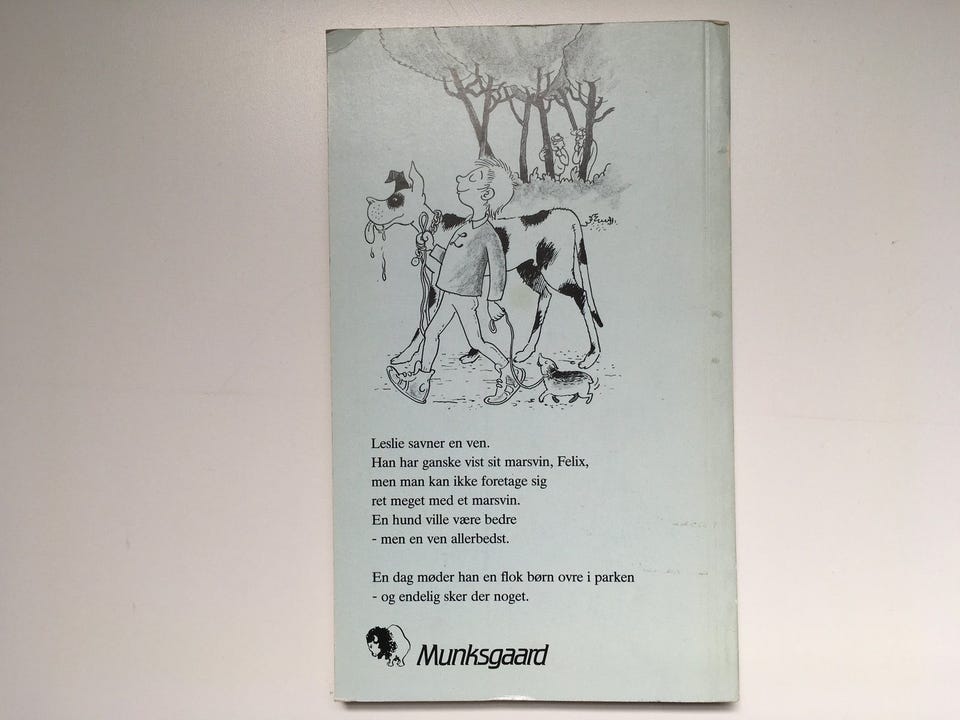 Leslie savner en ven.
Han har ganske vist sit marsvin, Felix,
men man kan ikke foretage sig
ret meget med et marsvin.
En hund ville være bedre
- men en ven allerbedst.
En dag møder han en flok børn ovre i parken
- og endelig sker der noget.
Munksgaard